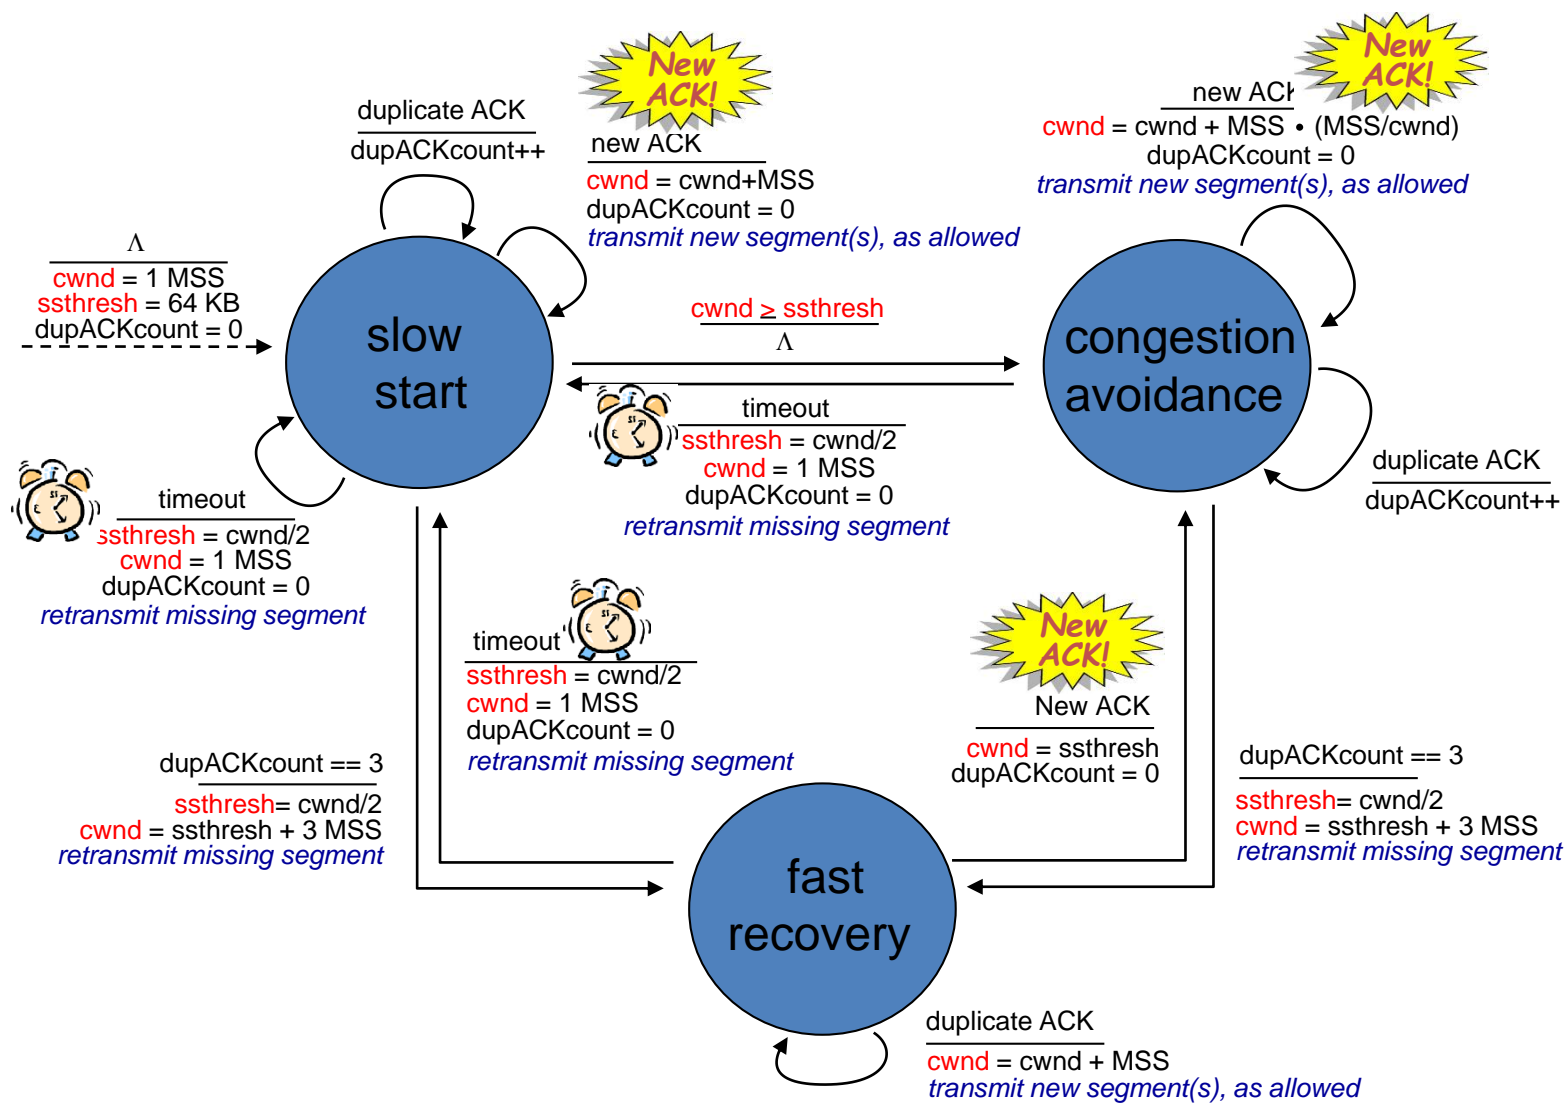 New
ACK!
duplicate ACK
dupACKcount++
new ACK
cwnd = cwnd+MSS
dupACKcount = 0
transmit new segment(s), as allowed
New
ACK!
new ACK
cwnd = cwnd + MSS • (MSS/cwnd)
dupACKcount = 0
transmit new segment(s), as allowed
Λ
cwnd = 1 MSS
ssthresh = 64 KB
dupACKcount = 0
slow
start
cwnd ≥ ssthresh
Λ
congestion
avoidance
timeout
ssthresh = cwnd/2
cwnd = 1 MSS
dupACKcount = 0
retransmit missing segment
duplicate ACK
dupACKcount++
timeout
ssthresh = cwnd/2
cwnd = 1 MSS
dupACKcount = 0
retransmit missing segment
timeout
ssthresh = cwnd/2
cwnd = 1 MSS
dupACKcount = 0
retransmit missing segment
New
ACK!
New ACK
cwnd = ssthresh
dupACKcount = 0
dupACKcount == 3
ssthresh= cwnd/2
cwnd = ssthresh + 3 MSS
retransmit missing segment
dupACKcount == 3
ssthresh= cwnd/2
cwnd = ssthresh + 3 MSS
retransmit missing segment
fast
recovery
duplicate ACK
cwnd = cwnd + MSS
transmit new segment(s), as allowed